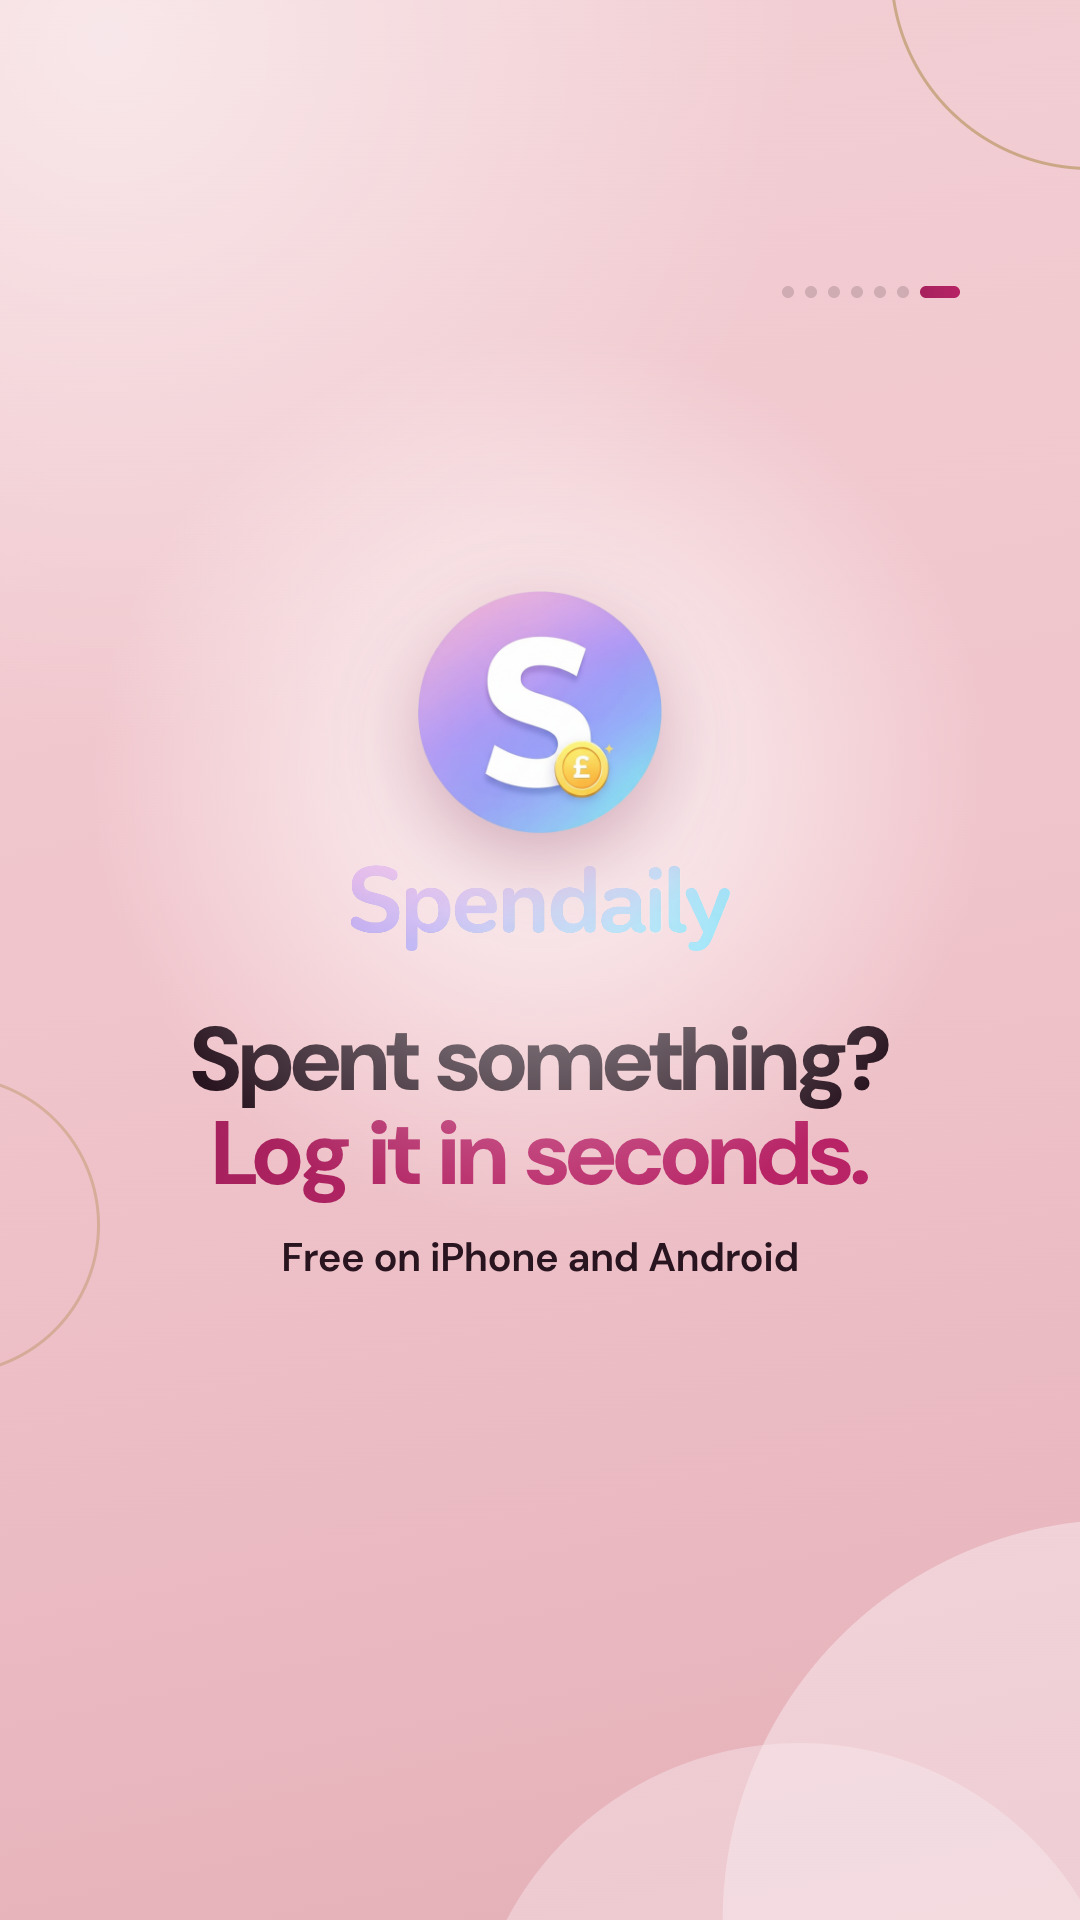 S
£
Spendaily
Spent something?
Log it in seconds.
Free on iPhone and Android